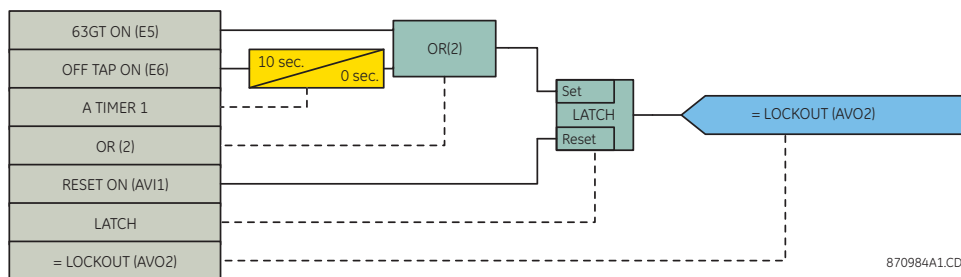 63GT ON (E5)
OFF TAP ON (E6)
A TIMER 1
OR (2)
RESET ON (AVI1)
LATCH
= LOCKOUT (AVO2)
10 sec.
0 sec.
OR(2)
Set
LATCH
Reset
= LOCKOUT (AVO2)
870984A1.CD